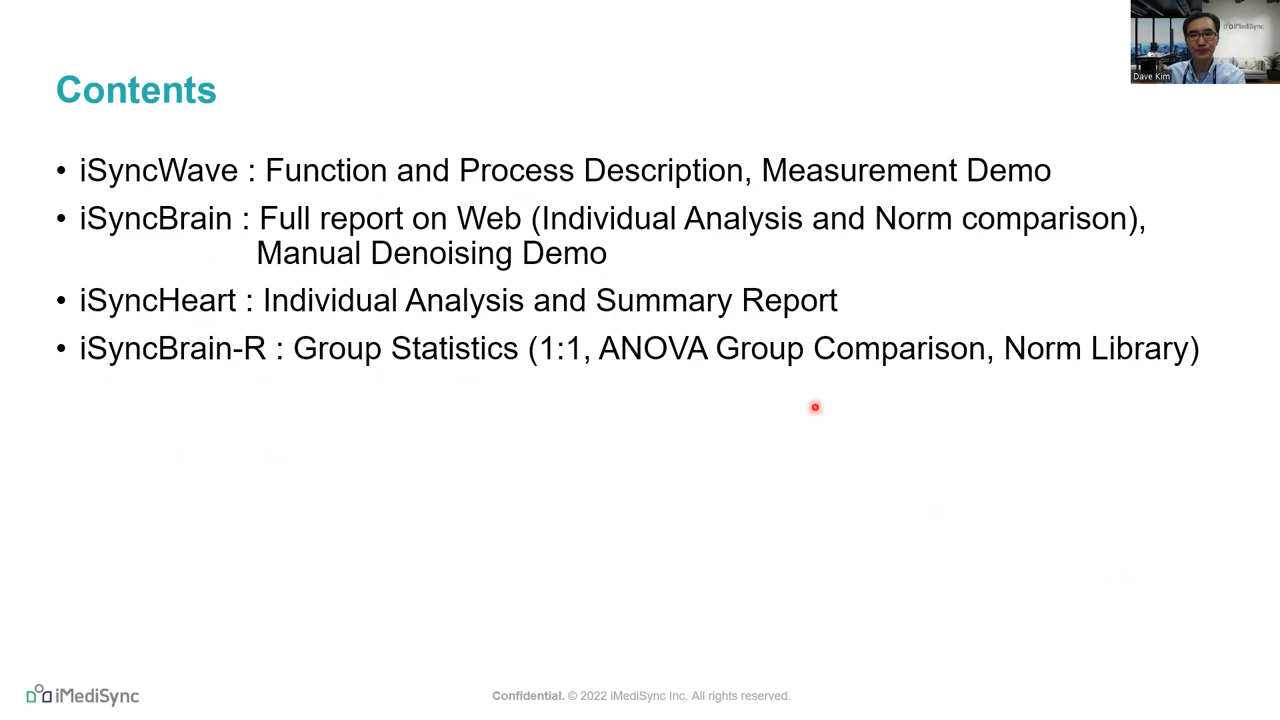 iMediSync
Dave Kim
Contents
• iSyncWave : Function and Process Description, Measurement Demo
• iSyncBrain : Full report on Web (Individual Analysis and Norm comparison),
Manual Denoising Demo
• iSyncHeart : Individual Analysis and Summary Report
• iSyncBrain-R : Group Statistics (1:1, ANOVA Group Comparison, Norm Library)
iMediSync
Confidential. © 2022 iMediSync Inc. All rights reserved.